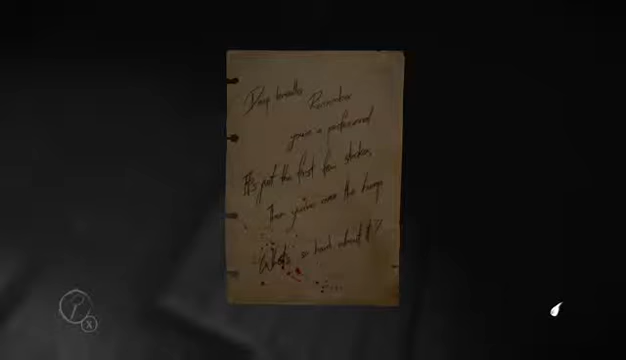 Deep breaths Remember
you're a professional
It's just the first few strokes,
Then you're over the hump
What's so hard about it?
X